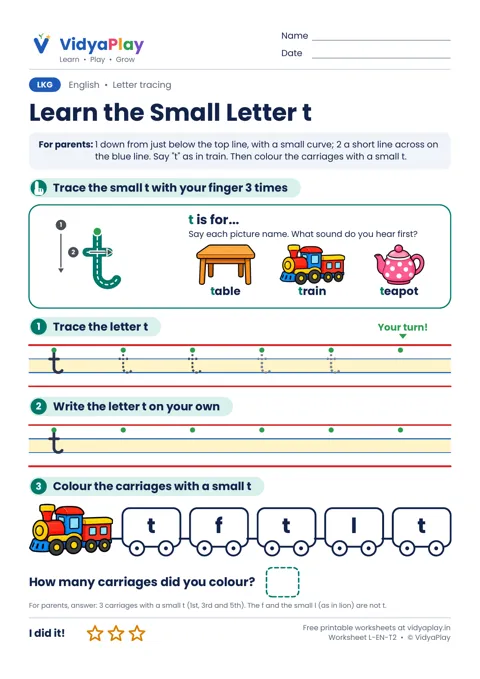 VidyaPlay
Learn • Play • Grow
Name
Date
LKG English • Letter tracing
Learn the Small Letter t
For parents: 1 down from just below the top line, with a small curve; 2 a short line across on
the blue line. Say "t" as in train. Then colour the carriages with a small t.
Trace the small t with your finger 3 times
1
2
t
t is for...
Say each picture name. What sound do you hear first?
table train teapot
1 Trace the letter t
Your turn!
t t t t t
2 Write the letter t on your own
t
3 Colour the carriages with a small t
t f t l t
How many carriages did you colour?
For parents, answer: 3 carriages with a small t (1st, 3rd and 5th). The f and the small l (as in lion) are not t.
I did it!
Free printable worksheets at vidyaplay.in
Worksheet L-EN-T2 • © VidyaPlay